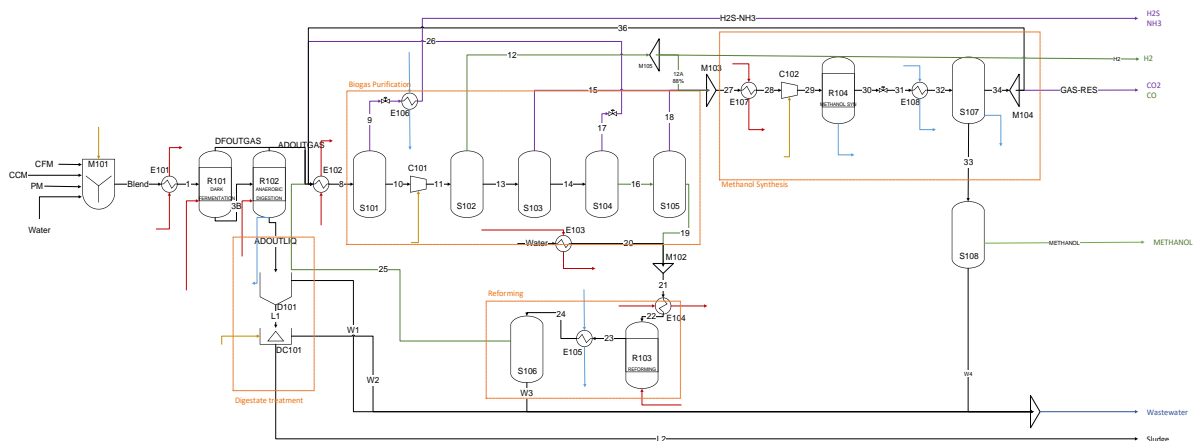 H2S
NH3
H2S-NH3
36
26
12
M105
12A
88%
M103
C102
H2
H2
Biogas Purification
E106
9
15
17
18
27
E107
28
29
R104
METHANOL SYN
30
31
E108
32
S107
34
M104
GAS-RES
CO2
CO
33
Methanol Synthesis
DFOUTGAS
ADOUTGAS
M101
CFM
CCM
PM
Water
Blend
E101
1
R101
DARK
FERMENTATION
3B
R102
ANAEROBIC
DIGESTION
E102
8
S101
10
C101
11
S102
13
S103
14
S104
16
S105
19
ADOUTLIQ
Water
E103
20
M102
S108
METHANOL
METHANOL
25
21
D101
L1
DC101
W1
W2
Reforming
24
S106
E105
23
22
E104
R103
REFORMING
W3
W4
Digestate treatment
Wastewater
L2
Sludge